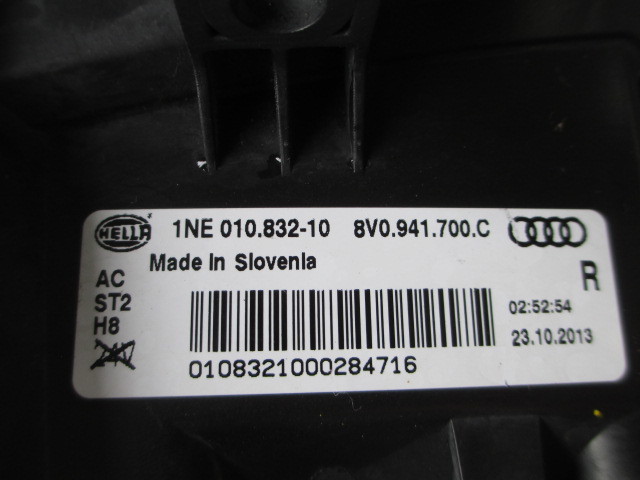 HELLA 1NE 010.832-10 8V0.941.700.C
Made in Slovenia
R
AC
ST2
H8
24V
02:52:54
23.10.2013
0108321000284716